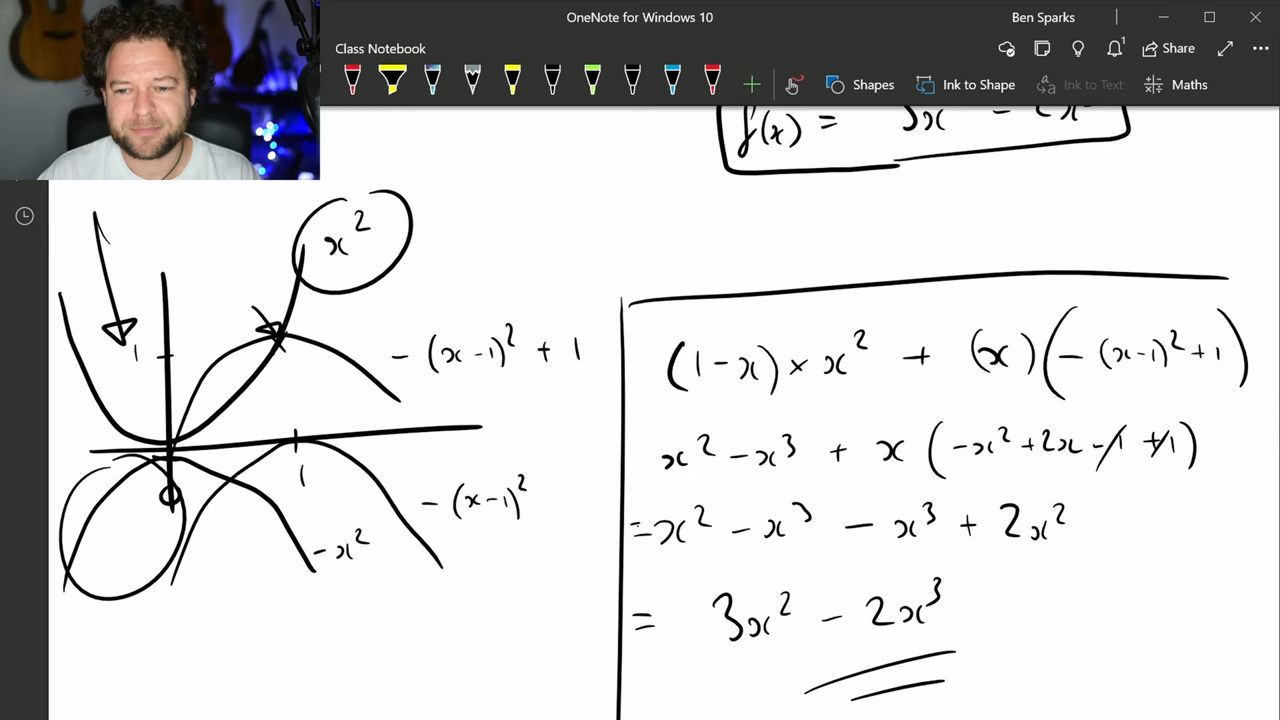 OneNote for Windows 10
Ben Sparks
Class Notebook
Share
Shapes
Ink to Shape
Ink to Text
Maths
f(x) = 3x - 2x
x²
1
- (x-1)² + 1
1
- (x-1)²
-x²
(1-x) × x² + (x)(- (x-1)² + 1)
x² - x³ + x (-x² + 2x - 1 + 1)
= x² - x³ - x³ + 2x²
= 3x² - 2x³